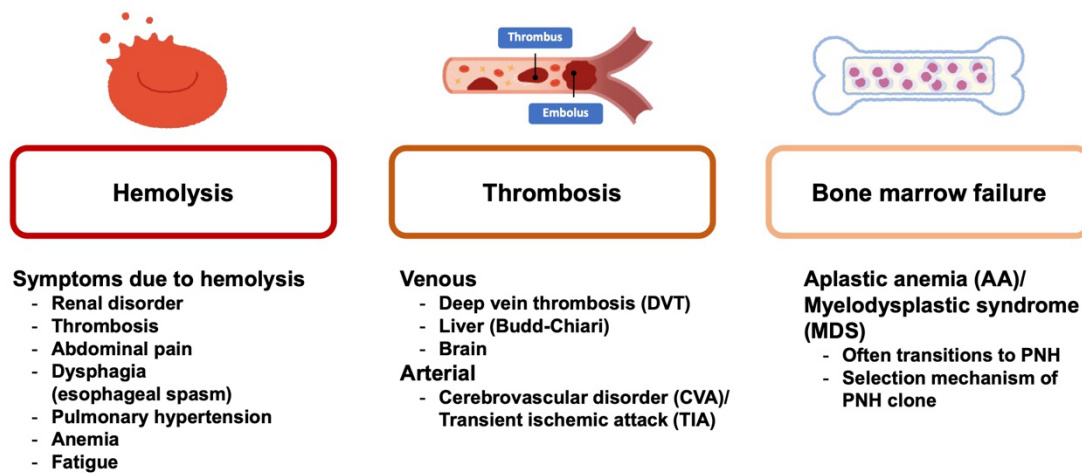 Thrombus
Embolus
Hemolysis
Thrombosis
Bone marrow failure
Symptoms due to hemolysis
- Renal disorder
- Thrombosis
- Abdominal pain
- Dysphagia
(esophageal spasm)
- Pulmonary hypertension
- Anemia
- Fatigue
Venous
- Deep vein thrombosis (DVT)
- Liver (Budd-Chiari)
- Brain
Arterial
- Cerebrovascular disorder (CVA)/
Transient ischemic attack (TIA)
Aplastic anemia (AA)/
Myelodysplastic syndrome
(MDS)
- Often transitions to PNH
- Selection mechanism of
PNH clone